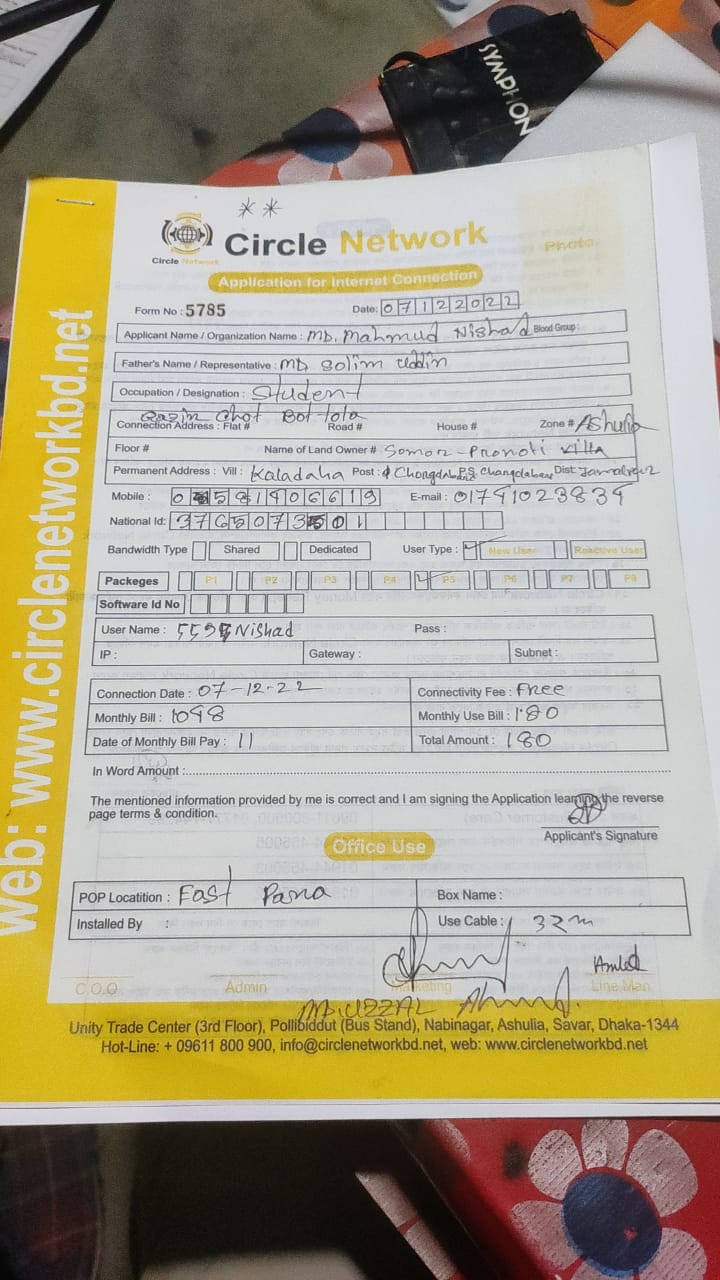 SYMPHON
web: www.circlenetworkbd.net
**
Circle Network
Circle Network
Photo
Application for Internet Connection
Form No : 5785 Date: 07122022
Applicant Name / Organization Name : MD. Mahmud Nishad Blood Group :
Father's Name / Representative : MD Solim Uddin
Occupation / Designation : Student
Connection Address : Flat # Road # House # Zone # Ashulia
Floor # Name of Land Owner # Villa
Permanent Address : Vill : Kaladaha Post : P.S. Dist:
Mobile : E-mail : 01741023834
National Id:
Bandwidth Type Shared Dedicated User Type : New User Reactive User
Packeges P1 P2 P3 P4 P5 P6 P7 P8
Software Id No
User Name : Nishad Pass :
IP : Gateway : Subnet :
Connection Date : 07-12-22 Connectivity Fee : Free
Monthly Bill : 1098 Monthly Use Bill : 180
Date of Monthly Bill Pay : 11 Total Amount : 180
In Word Amount :
The mentioned information provided by me is correct and I am signing the Application learning the reverse
page terms & condition.
Applicant's Signature
Office Use
POP Locatition : East Box Name :
Installed By : Use Cable : 32m
C.O.O Admin Marketing Line Man
MD. UZZAL Ahmed.
Unity Trade Center (3rd Floor), Pollibiddut (Bus Stand), Nabinagar, Ashulia, Savar, Dhaka-1344
Hot-Line: + 09611 800 900, info@circlenetworkbd.net, web: www.circlenetworkbd.net